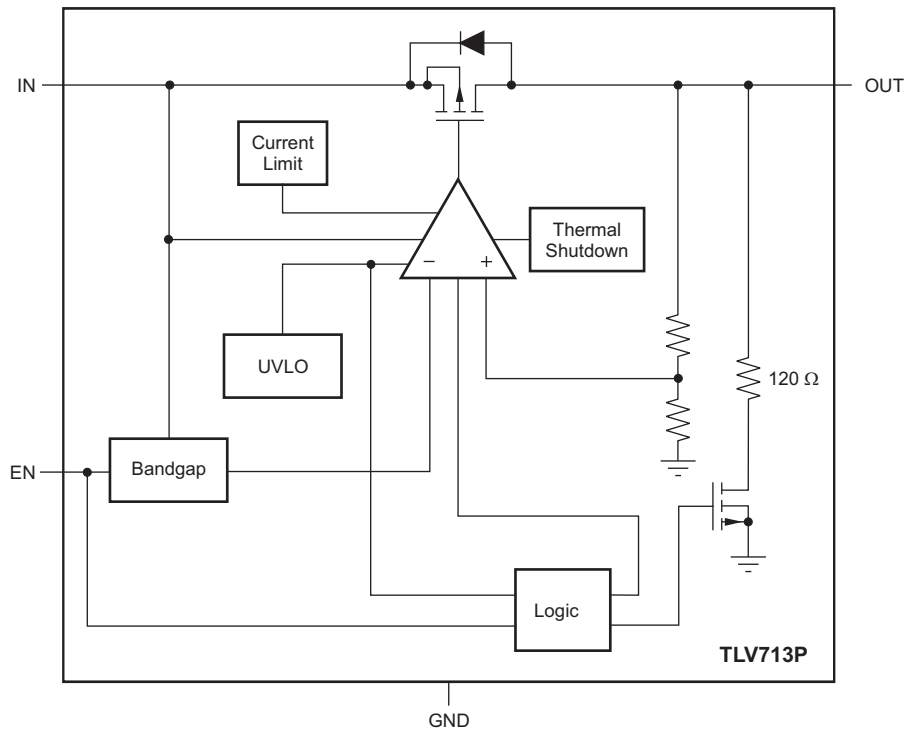 IN
OUT
Current
Limit
Thermal
Shutdown
−
+
UVLO
120 Ω
EN
Bandgap
Logic
TLV713P
GND